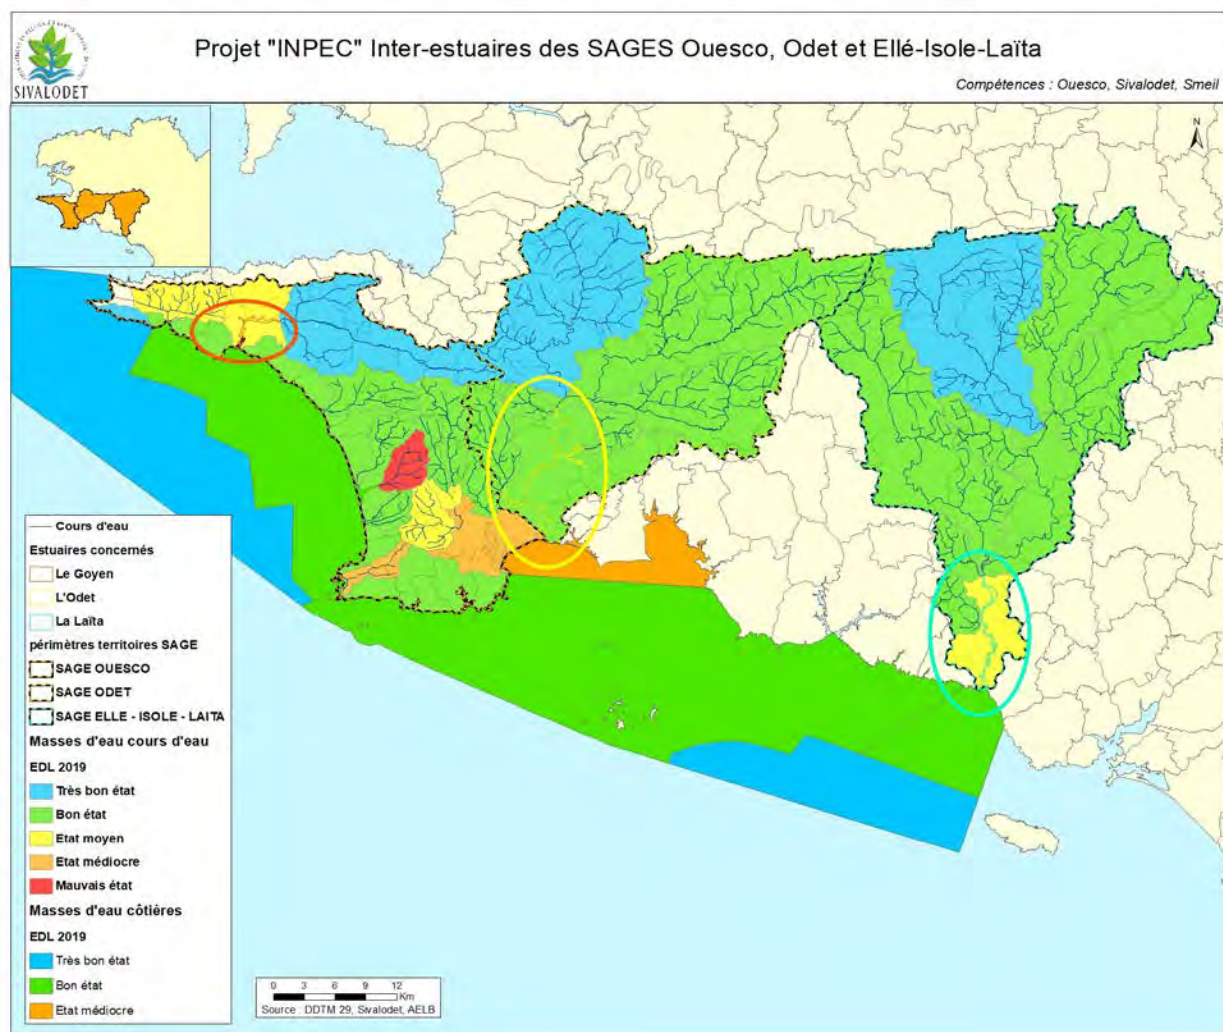 Projet "INPEC" Inter-estuaires des SAGES Ouesco, Odet et Ellé-Isole-Laïta
SIVALODET
Compétences : Ouesco, Sivalodet, Smeil
N
Cours d'eau
Estuaires concernés
Le Goyen
L'Odet
La Laïta
périmètres territoires SAGE
SAGE OUESCO
SAGE ODET
SAGE ELLE - ISOLE - LAITA
Masses d'eau cours d'eau
EDL 2019
Très bon état
Bon état
Etat moyen
Etat médiocre
Mauvais état
Masses d'eau côtières
EDL 2019
Très bon état
Bon état
Etat médiocre
0 3 6 9 12
Km
Source : DDTM 29, Sivalodet, AELB